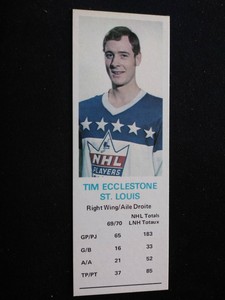 NHL
PLAYERS
TIM ECCLESTONE
ST. LOUIS
Right Wing/Aile Droite
NHL Totals
69/70 LNH Totaux
GP/PJ 65 183
G/B 16 33
A/A 21 52
TP/PT 37 85